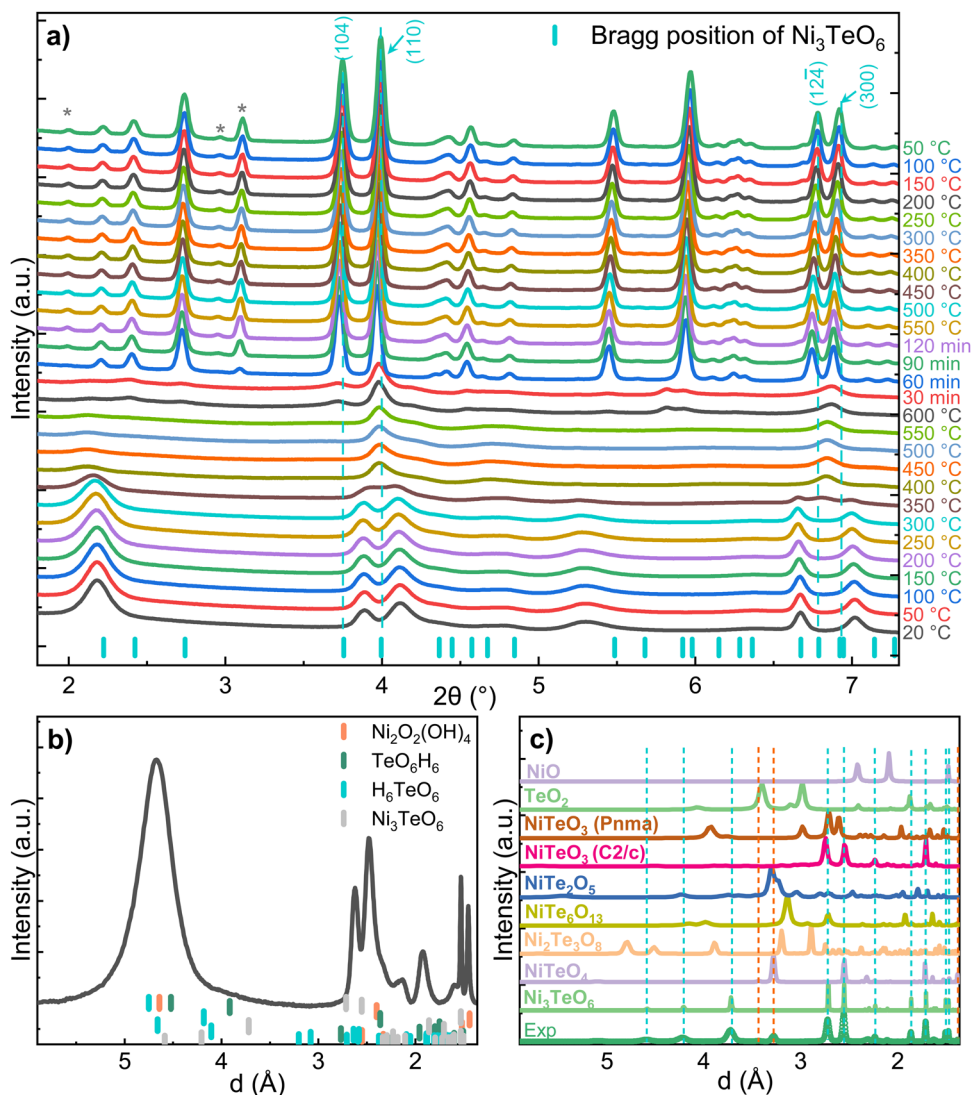 a)
Bragg position of Ni₃TeO₆
(104)
(110)
(12̄4)
(300)
*
*
*
Intensity (a.u.)
50 °C
100 °C
150 °C
200 °C
250 °C
300 °C
350 °C
400 °C
450 °C
500 °C
550 °C
120 min
90 min
60 min
30 min
600 °C
550 °C
500 °C
450 °C
400 °C
350 °C
300 °C
250 °C
200 °C
150 °C
100 °C
50 °C
20 °C
2 3 4 5 6 7
2θ (°)
b)
Ni₂O₂(OH)₄
TeO₆H₆
H₆TeO₆
Ni₃TeO₆
Intensity (a.u.)
5 4 3 2
d (Å)
c)
NiO
TeO₂
NiTeO₃ (Pnma)
NiTeO₃ (C2/c)
NiTe₂O₅
NiTe₆O₁₃
Ni₂Te₃O₈
NiTeO₄
Ni₃TeO₆
Exp
Intensity (a.u.)
5 4 3 2
d (Å)